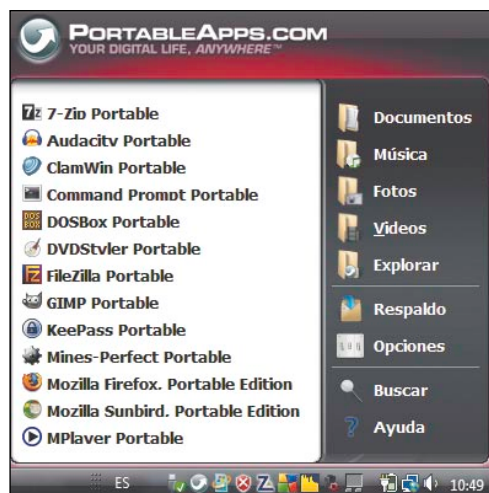 PORTABLEAPPS.COM
YOUR DIGITAL LIFE, ANYWHERE™
7-Zip Portable
Audacity Portable
ClamWin Portable
Command Prompt Portable
DOSBox Portable
DVDStyler Portable
FileZilla Portable
GIMP Portable
KeePass Portable
Mines-Perfect Portable
Mozilla Firefox, Portable Edition
Mozilla Sunbird, Portable Edition
MPlayer Portable
Documentos
Música
Fotos
Videos
Explorar
Respaldo
Opciones
Buscar
Ayuda
ES
10:49